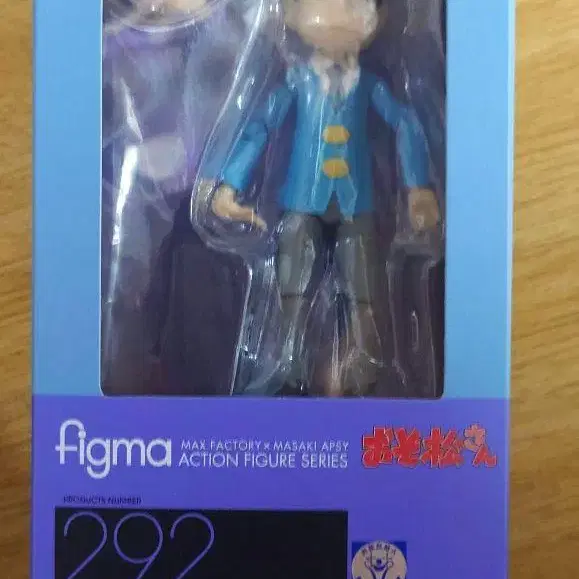 figma
MAX FACTORY × MASAKI APSY
ACTION FIGURE SERIES
おそ松さん
PRODUCTS NUMBER
292